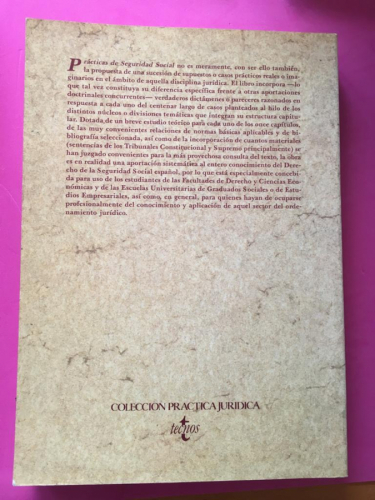 Prácticas de Seguridad Social no es meramente, con ser ello también,
la propuesta de una sucesión de supuestos o casos prácticos reales o ima-
ginarios en el ámbito de aquella disciplina jurídica. El libro incorpora —lo
que tal vez constituya su diferencia específica frente a otras aportaciones
doctrinales concurrentes— verdaderos dictámenes o pareceres razonados en
respuesta a cada uno del centenar largo de casos planteados al hilo de los
distintos núcleos o divisiones temáticas que integran su estructura capitu-
lar. Dotada de un breve estudio teórico para cada uno de los once capítulos,
de las muy convenientes relaciones de normas básicas aplicables y de bi-
bliografía seleccionada, así como de la incorporación de cuantos materiales
(sentencias de los Tribunales Constitucional y Supremo principalmente) se
han juzgado convenientes para la más provechosa consulta del texto, la obra
es en realidad una aportación sistemática al entero conocimiento del Dere-
cho de la Seguridad Social español, por lo que está especialmente concebi-
da para uso de los estudiantes de las Facultades de Derecho y Ciencias Eco-
nómicas y de las Escuelas Universitarias de Graduados Sociales o de Estu-
dios Empresariales, así como, en general, para quienes hayan de ocuparse
profesionalmente del conocimiento y aplicación de aquel sector del orde-
namiento jurídico.
COLECCIÓN PRÁCTICA JURÍDICA
tecnos